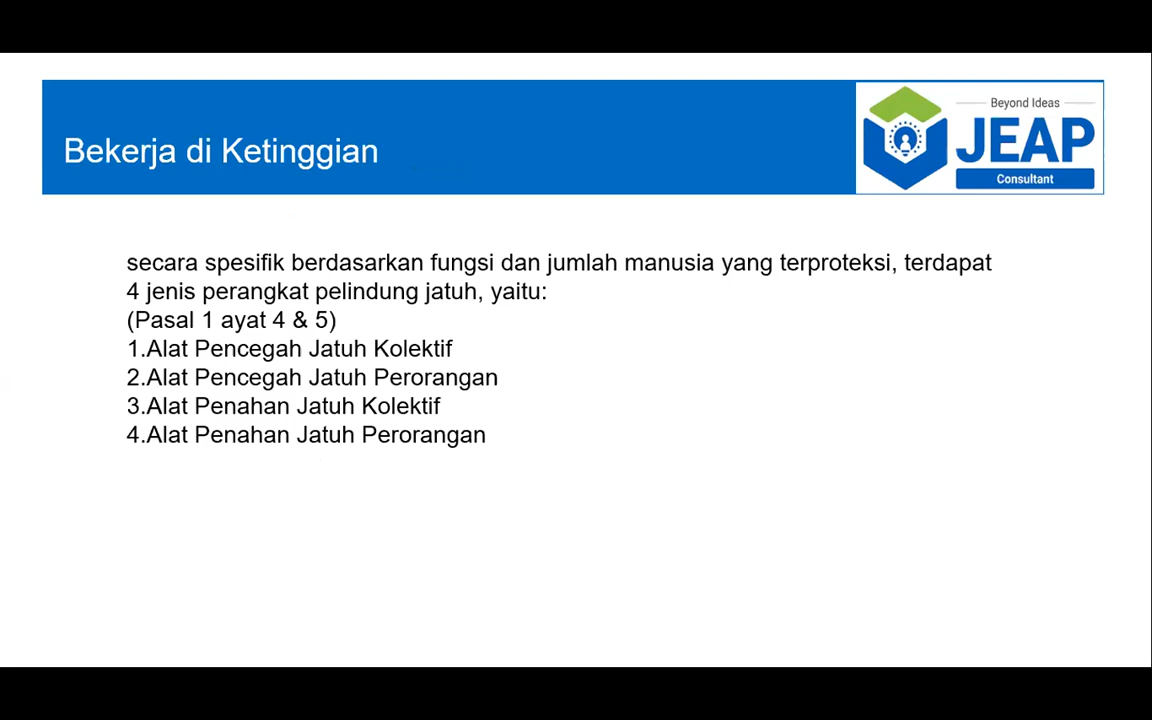 Bekerja di Ketinggian
Beyond Ideas
JEAP
Consultant
secara spesifik berdasarkan fungsi dan jumlah manusia yang terproteksi, terdapat
4 jenis perangkat pelindung jatuh, yaitu:
(Pasal 1 ayat 4 & 5)
1.Alat Pencegah Jatuh Kolektif
2.Alat Pencegah Jatuh Perorangan
3.Alat Penahan Jatuh Kolektif
4.Alat Penahan Jatuh Perorangan